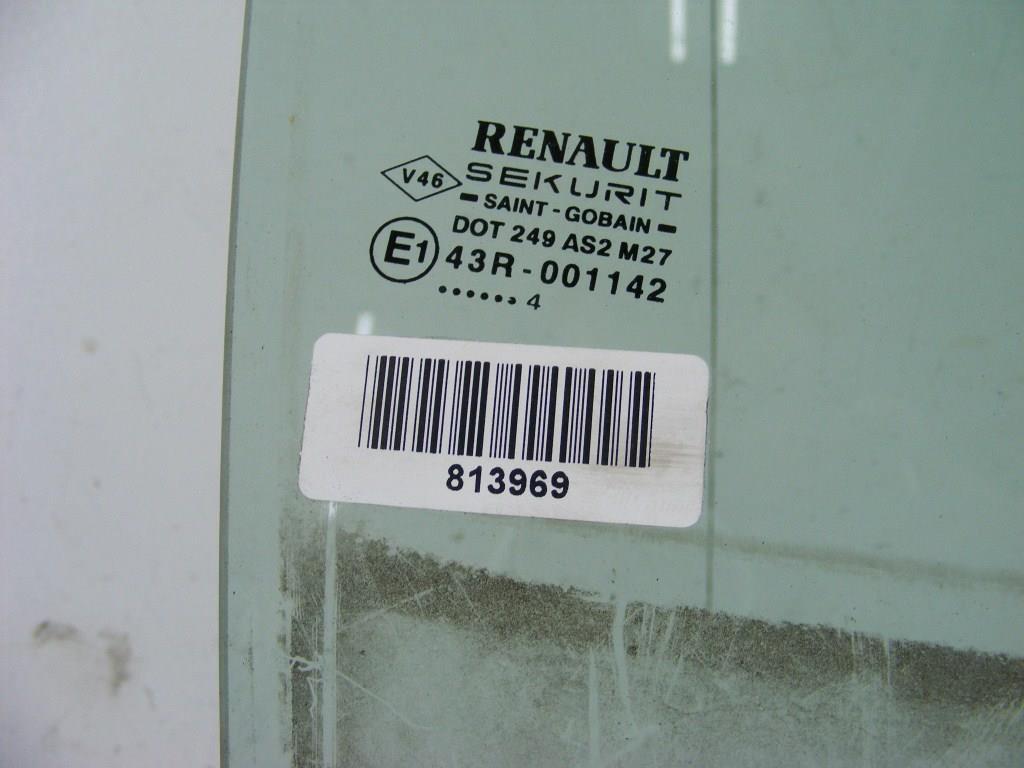 RENAULT
V46 SEKURIT
- SAINT - GOBAIN -
DOT 249 AS2 M27
E1 43R - 001142
...... 4
813969